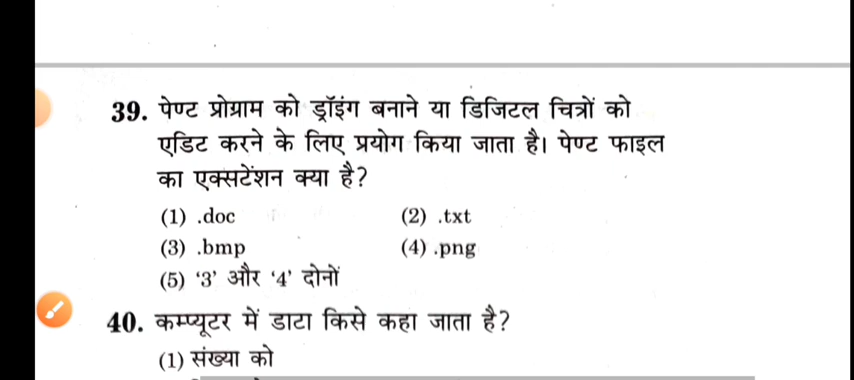 39. पेण्ट प्रोग्राम को ड्रॉइंग बनाने या डिजिटल चित्रों को
एडिट करने के लिए प्रयोग किया जाता है। पेण्ट फाइल
का एक्सटेंशन क्या है?
(1) .doc (2) .txt
(3) .bmp (4) .png
(5) ‘3’ और ‘4’ दोनों
40. कम्प्यूटर में डाटा किसे कहा जाता है?
(1) संख्या को